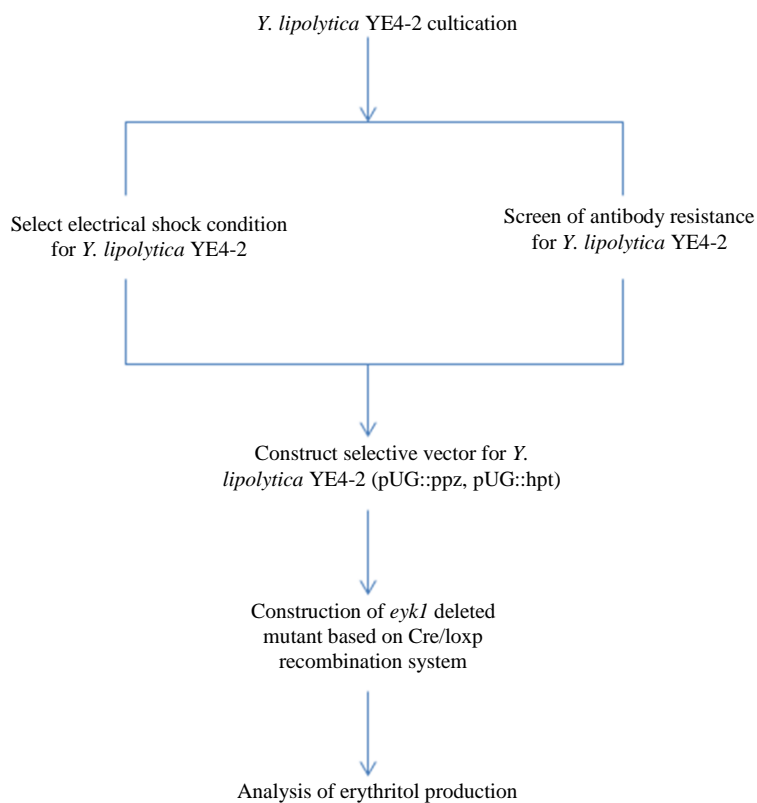 Y. lipolytica YE4-2 cultication
Select electrical shock condition
for Y. lipolytica YE4-2
Screen of antibody resistance
for Y. lipolytica YE4-2
Construct selective vector for Y.
lipolytica YE4-2 (pUG::ppz, pUG::hpt)
Construction of eyk1 deleted
mutant based on Cre/loxp
recombination system
Analysis of erythritol production